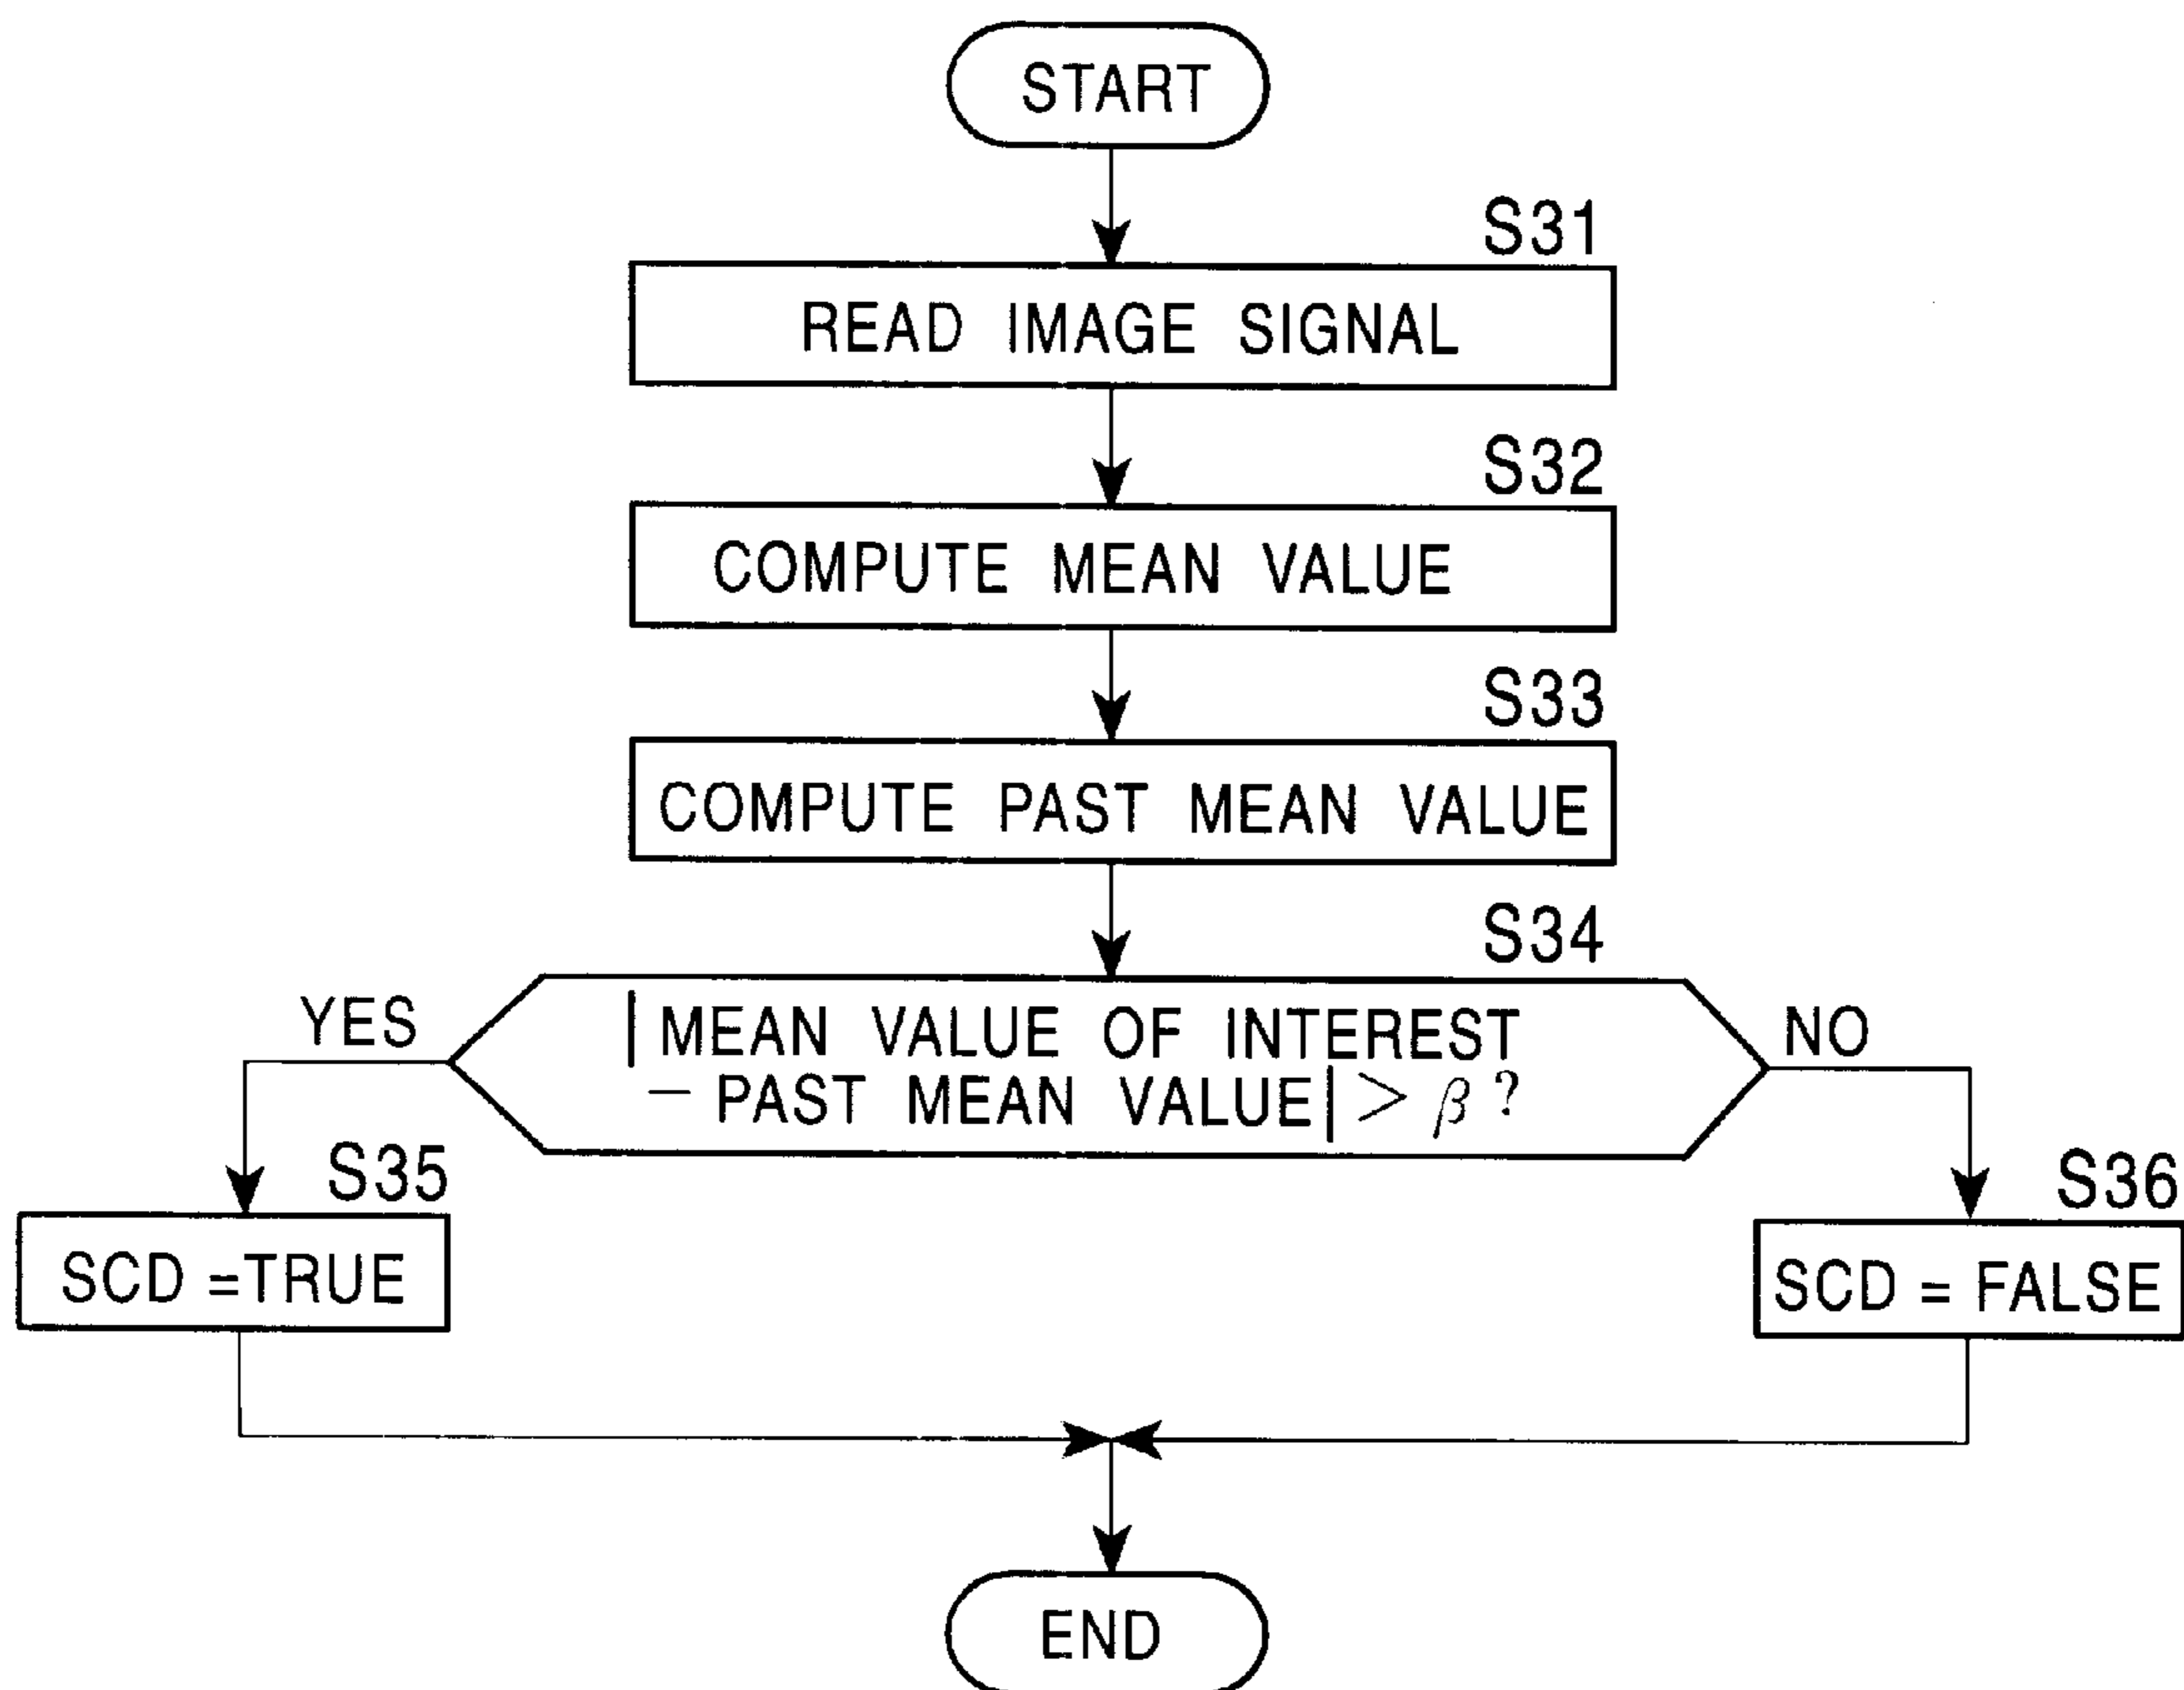 START
S31
READ IMAGE SIGNAL
S32
COMPUTE MEAN VALUE
S33
COMPUTE PAST MEAN VALUE
S34
| MEAN VALUE OF INTEREST
− PAST MEAN VALUE| > β ?
YES
NO
S35
SCD =TRUE
S36
SCD = FALSE
END